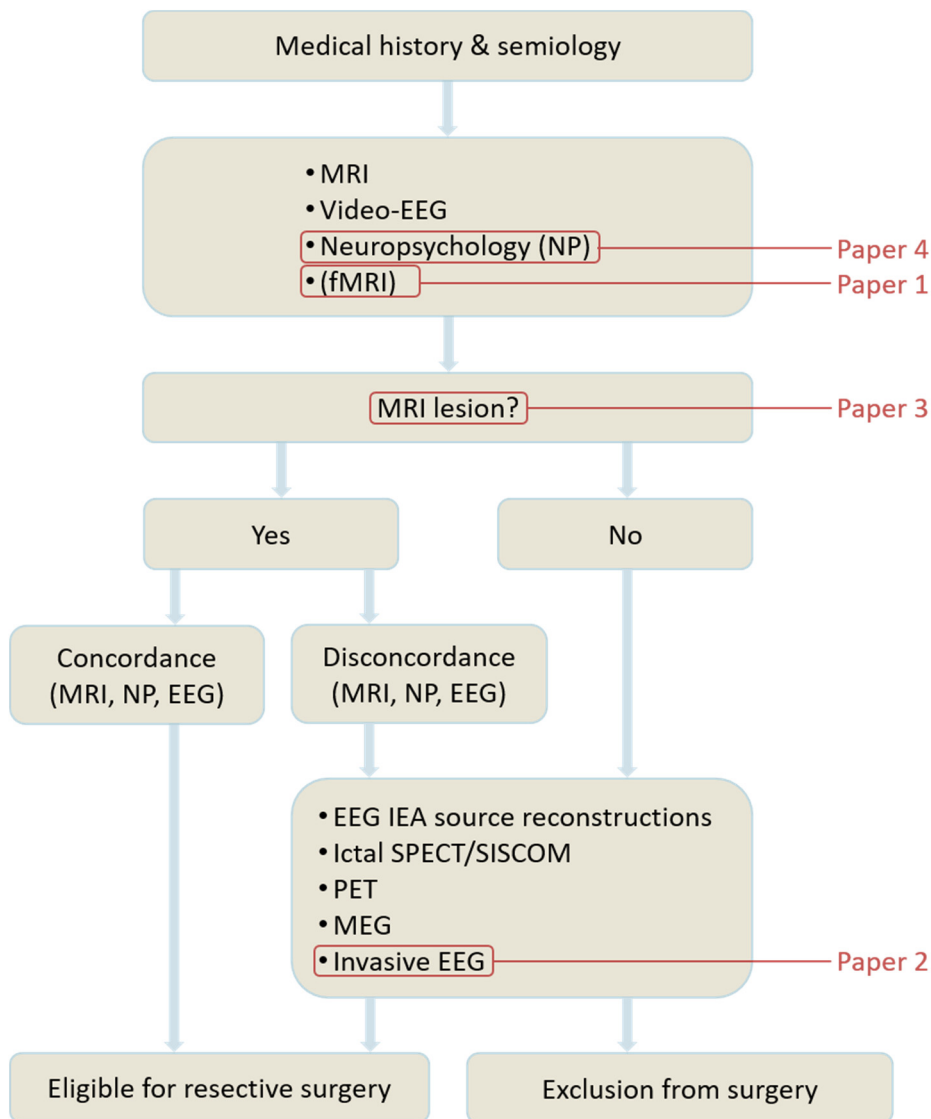 Medical history & semiology
• MRI
• Video-EEG
• Neuropsychology (NP)
Paper 4
• (fMRI)
Paper 1
MRI lesion?
Paper 3
Yes
No
Concordance
(MRI, NP, EEG)
Disconcordance
(MRI, NP, EEG)
• EEG IEA source reconstructions
• Ictal SPECT/SISCOM
• PET
• MEG
• Invasive EEG
Paper 2
Eligible for resective surgery
Exclusion from surgery